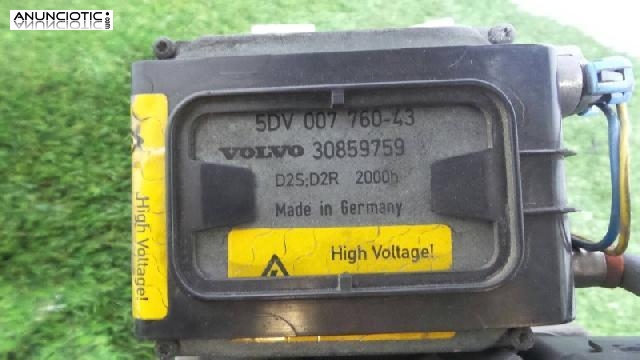 ANUNCIOTIC
.com
5DV 007 760-43
VOLVO 30859759
D2S;D2R 2000h
Made in Germany
High Voltage!
High Voltage!